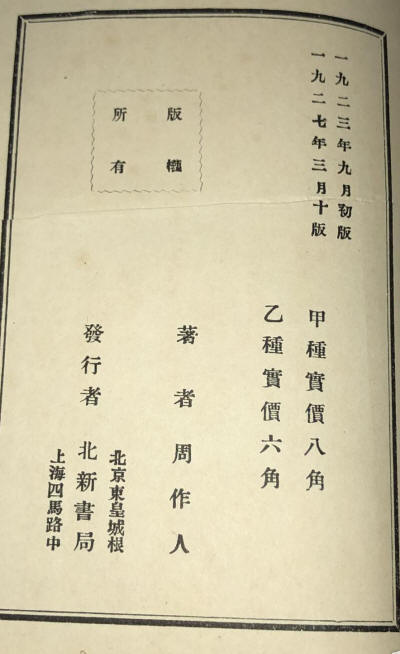 一九二三年九月初版
一九二七年三月十版
版權
所有
甲種實價八角
乙種實價六角
著者周作人
發行者北新書局
北京東皇城根
上海四馬路中